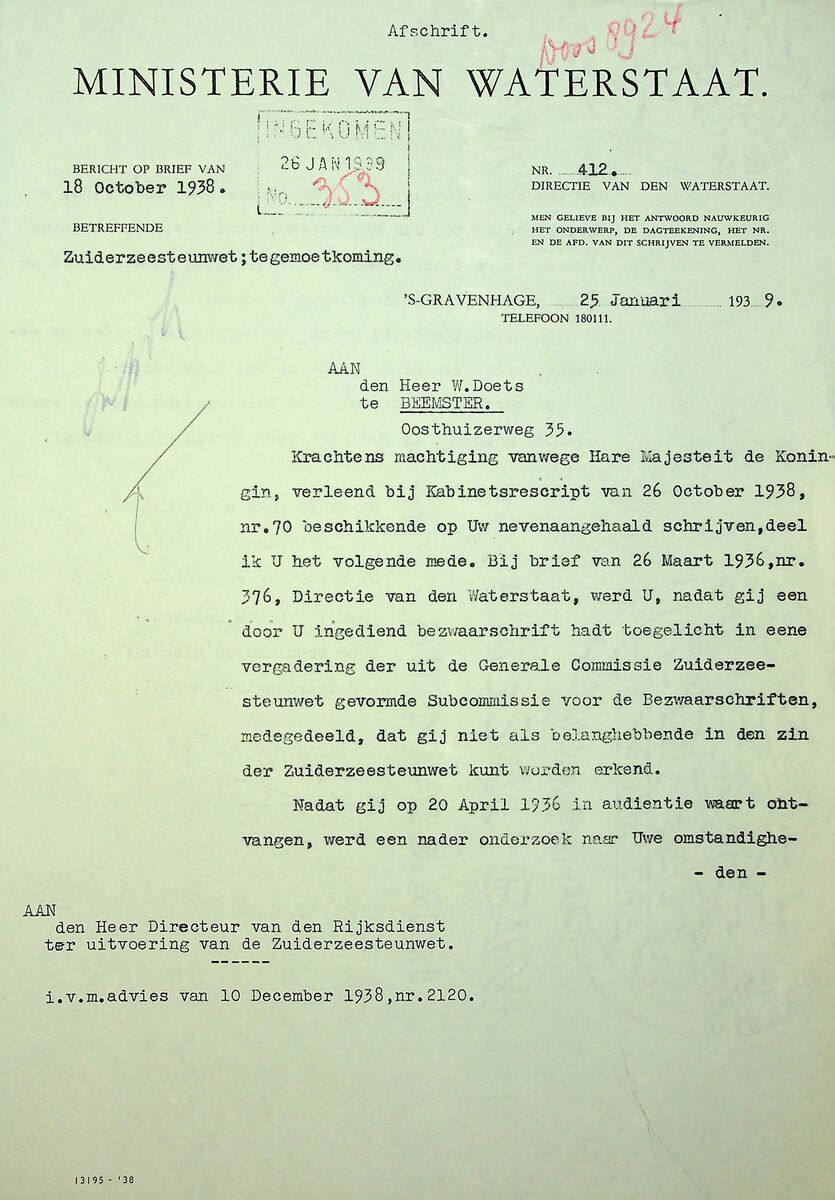 Afschrift.
Doos 8924
MINISTERIE VAN WATERSTAAT.
INGEKOMEN
26 JAN 1939
No. 353
BERICHT OP BRIEF VAN
18 October 1938.
NR. 412.
DIRECTIE VAN DEN WATERSTAAT.
MEN GELIEVE BIJ HET ANTWOORD NAUWKEURIG
HET ONDERWERP, DE DAGTEEKENING, HET NR.
EN DE AFD. VAN DIT SCHRIJVEN TE VERMELDEN.
BETREFFENDE
Zuiderzeesteunwet;tegemoetkoming.
'S-GRAVENHAGE, 25 Januari 1939.
TELEFOON 180111.
AAN
den Heer W.Doets
te BEEMSTER.
Oosthuizerweg 35.
Krachtens machtiging vanwege Hare Majesteit de Konin-
gin, verleend bij Kabinetsrescript van 26 October 1938,
nr.70 beschikkende op Uw nevenaangehaald schrijven,deel
ik U het volgende mede. Bij brief van 26 Maart 1936,nr.
376, Directie van den Waterstaat, werd U, nadat gij een
door U ingediend bezwaarschrift hadt toegelicht in eene
vergadering der uit de Generale Commissie Zuiderzee-
steunwet gevormde Subcommissie voor de Bezwaarschriften,
medegedeeld, dat gij niet als belanghebbende in den zin
der Zuiderzeesteunwet kunt worden erkend.
Nadat gij op 20 April 1936 in audientie waart ont-
vangen, werd een nader onderzoek naar Uwe omstandighe-
- den -
AAN
den Heer Directeur van den Rijksdienst
ter uitvoering van de Zuiderzeesteunwet.
------
i.v.m.advies van 10 December 1938,nr.2120.
13195 - '38